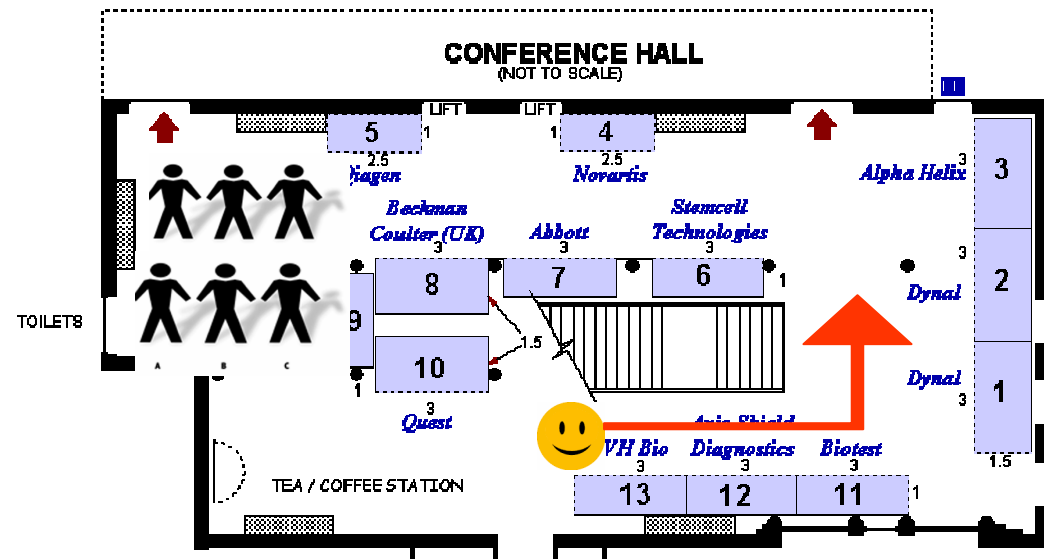 CONFERENCE HALL
(NOT TO SCALE)
LIFT
LIFT
5
1
1
4
2.5
2.5
Novartis
Alpha Helix
3
3
Beckman
Coulter (UK)
3
Abbott
3
Stemcell
Technologies
3
8
7
6
1
3
2
Dynal
TOILETS
9
1.5
10
1
3
Quest
Dynal
3
1
1.5
VH Bio
3
Diagnostics
3
Biotest
3
13
12
11
1
TEA / COFFEE STATION
A B C